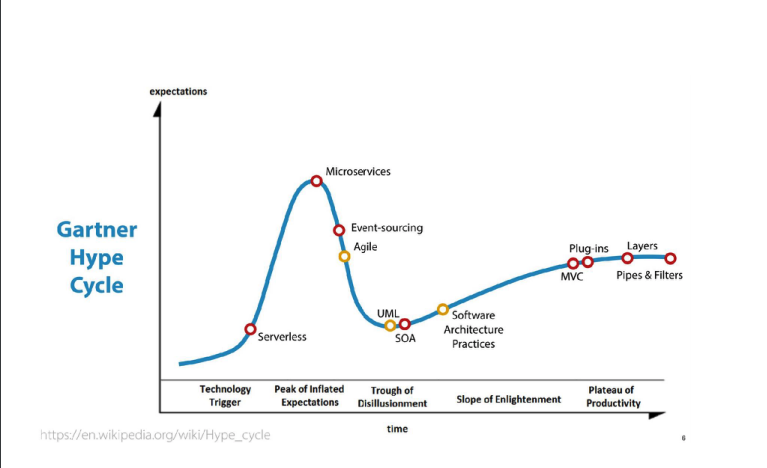 expectations
Gartner
Hype
Cycle
Microservices
Event-sourcing
Agile
Serverless
UML
SOA
Software
Architecture
Practices
Plug-ins
MVC
Layers
Pipes & Filters
Technology
Trigger
Peak of Inflated
Expectations
Trough of
Disillusionment
Slope of Enlightenment
Plateau of
Productivity
time
https://en.wikipedia.org/wiki/Hype_cycle
6